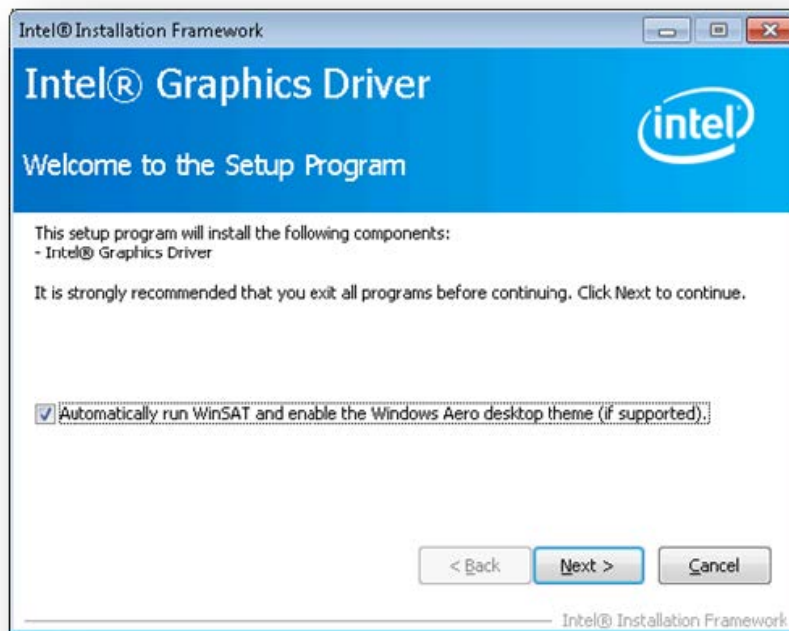 Intel® Installation Framework
Intel® Graphics Driver
intel
Welcome to the Setup Program
This setup program will install the following components:
- Intel® Graphics Driver
It is strongly recommended that you exit all programs before continuing. Click Next to continue.
Automatically run WinSAT and enable the Windows Aero desktop theme (if supported).
< Back
Next >
Cancel
Intel® Installation Framework